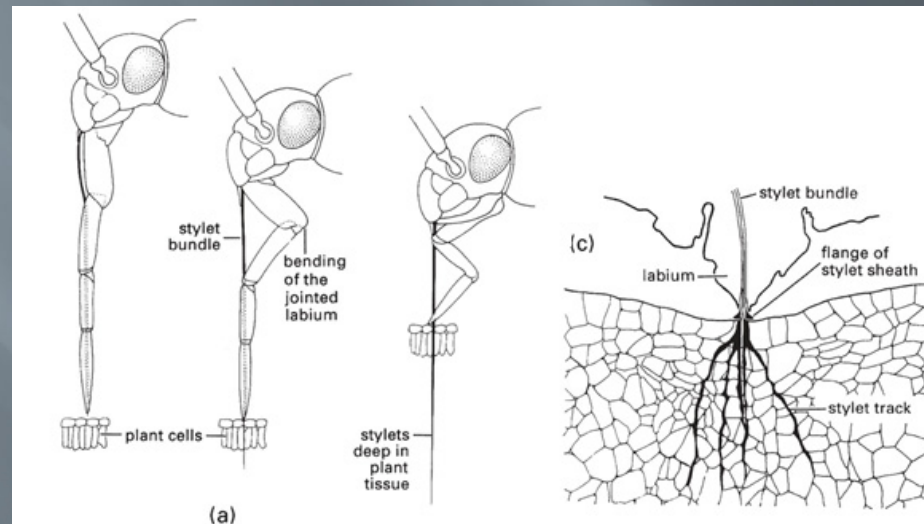 stylet
bundle
bending
of the
jointed
labium
plant cells
stylets
deep in
plant
tissue
(a)
(c)
stylet bundle
labium
flange of
stylet sheath
stylet track